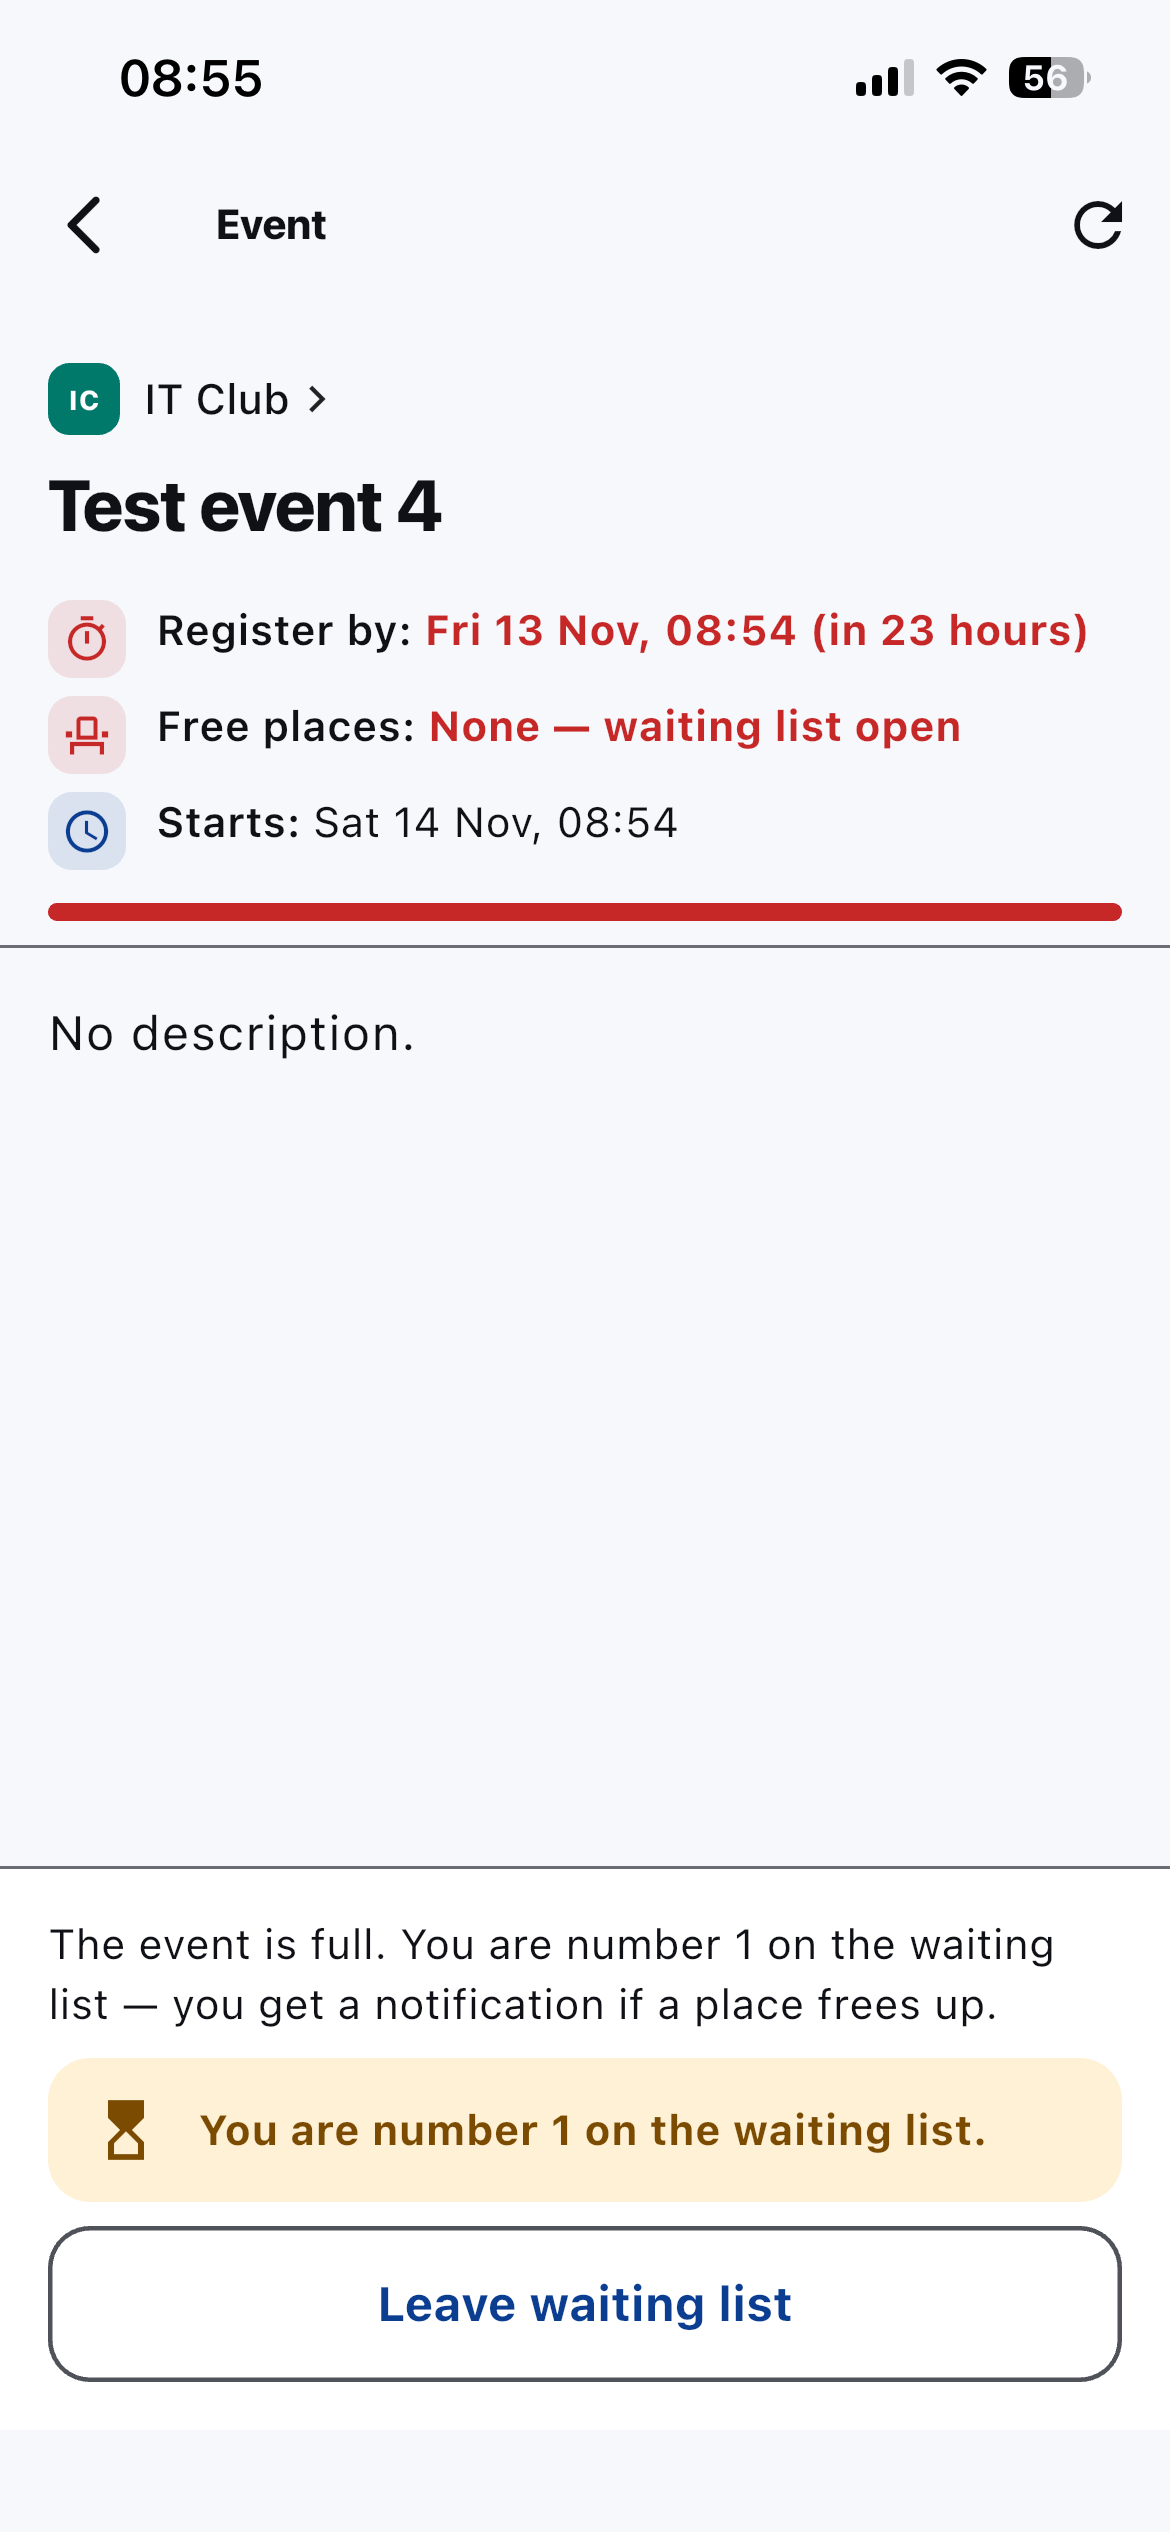 08:55
56
Event
IC
IT Club
Test event 4
Register by: Fri 13 Nov, 08:54 (in 23 hours)
Free places: None — waiting list open
Starts: Sat 14 Nov, 08:54
No description.
The event is full. You are number 1 on the waiting
list — you get a notification if a place frees up.
You are number 1 on the waiting list.
Leave waiting list